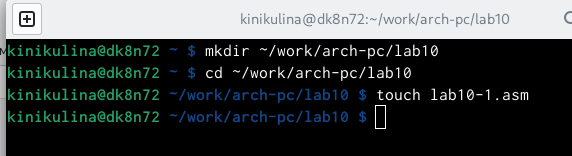 kinikulina@dk8n72:~/work/arch-pc/lab10
kinikulina@dk8n72 ~ $ mkdir ~/work/arch-pc/lab10
kinikulina@dk8n72 ~ $ cd ~/work/arch-pc/lab10
kinikulina@dk8n72 ~/work/arch-pc/lab10 $ touch lab10-1.asm
kinikulina@dk8n72 ~/work/arch-pc/lab10 $